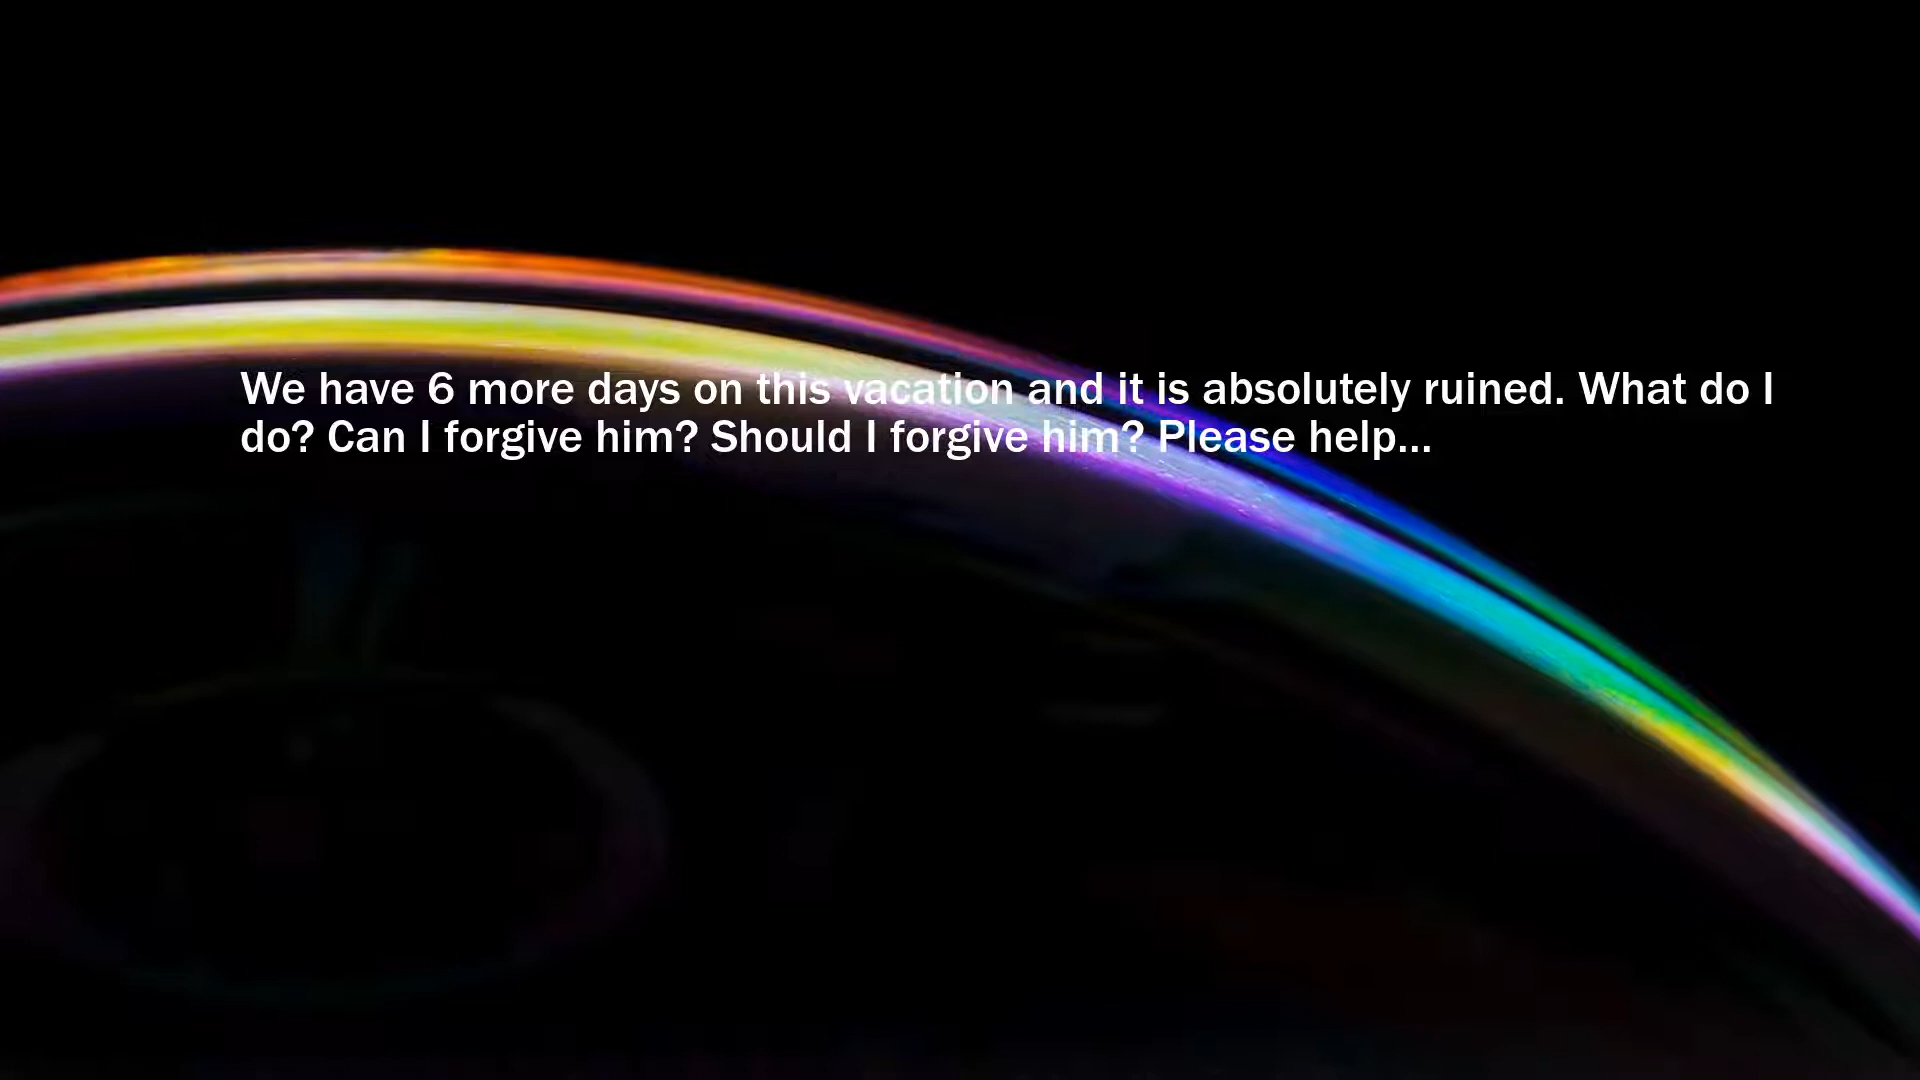 We have 6 more days on this vacation and it is absolutely ruined. What do I
do? Can I forgive him? Should I forgive him? Please help...